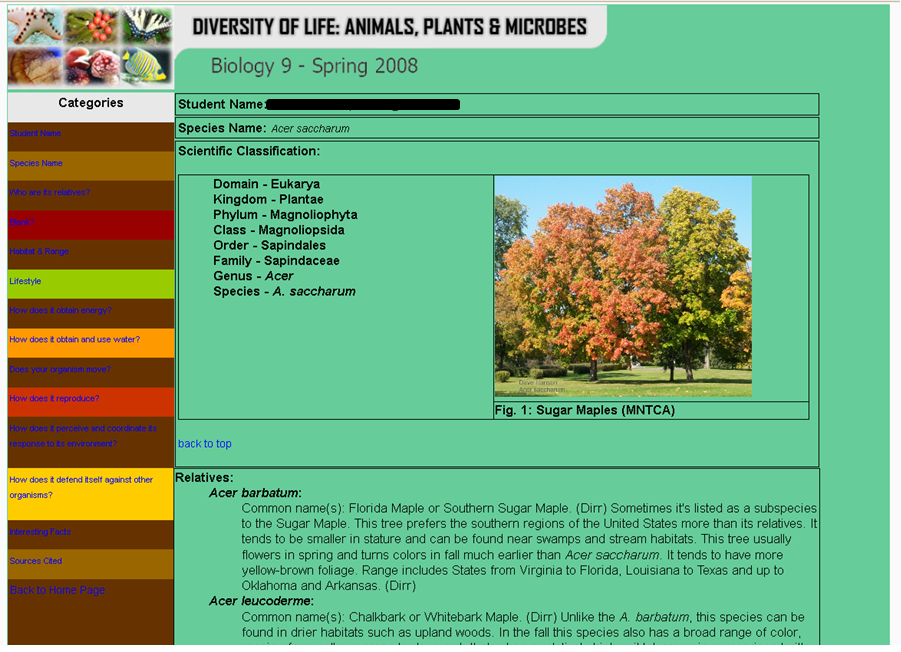 DIVERSITY OF LIFE: ANIMALS, PLANTS & MICROBES
Biology 9 - Spring 2008
Categories
Student Name
Species Name
Who are its relatives?
Habitat & Range
Lifestyle
How does it obtain energy?
How does it obtain and use water?
Does your organism move?
How does it reproduce?
How does it perceive and coordinate its
response to its environment?
How does it defend itself against other
organisms?
Interesting Facts
Sources Cited
Back to Home Page
Student Name:
Species Name: Acer saccharum
Scientific Classification:
Domain - Eukarya
Kingdom - Plantae
Phylum - Magnoliophyta
Class - Magnoliopsida
Order - Sapindales
Family - Sapindaceae
Genus - Acer
Species - A. saccharum
Dave Hanson
Acer saccharum
Fig. 1: Sugar Maples (MNTCA)
back to top
Relatives:
Acer barbatum:
Common name(s): Florida Maple or Southern Sugar Maple. (Dirr) Sometimes it's listed as a subspecies
to the Sugar Maple. This tree prefers the southern regions of the United States more than its relatives. It
tends to be smaller in stature and can be found near swamps and stream habitats. This tree usually
flowers in spring and turns colors in fall much earlier than Acer saccharum. It tends to have more
yellow-brown foliage. Range includes States from Virginia to Florida, Louisiana to Texas and up to
Oklahoma and Arkansas. (Dirr)
Acer leucoderme:
Common name(s): Chalkbark or Whitebark Maple. (Dirr) Unlike the A. barbatum, this species can be
found in drier habitats such as upland woods. In the fall this species also has a broad range of color,